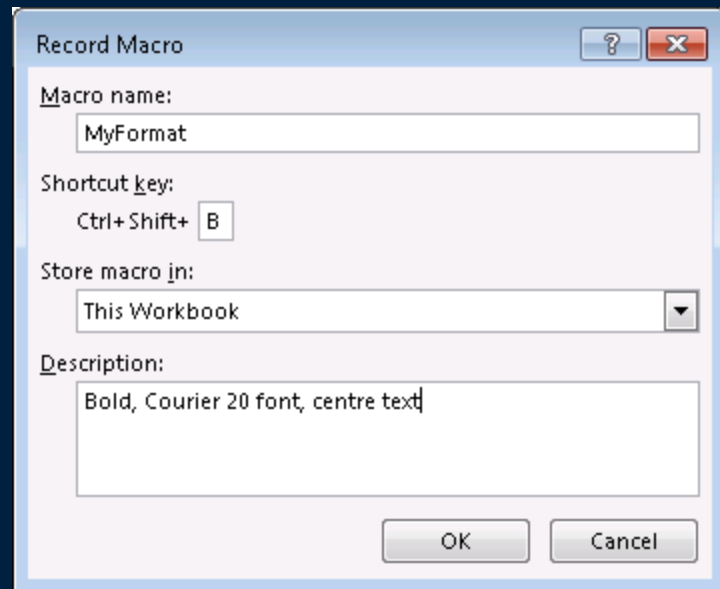 Record Macro
?
Macro name:
MyFormat
Shortcut key:
Ctrl+Shift+ B
Store macro in:
This Workbook
Description:
Bold, Courier 20 font, centre text
OK Cancel